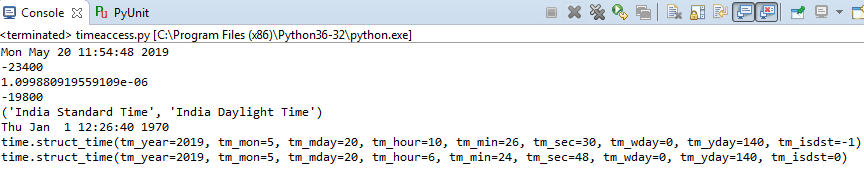 Console PyUnit
<terminated> timeaccess.py [C:\Program Files (x86)\Python36-32\python.exe]
Mon May 20 11:54:48 2019
-23400
1.099880919559109e-06
-19800
('India Standard Time', 'India Daylight Time')
Thu Jan  1 12:26:40 1970
time.struct_time(tm_year=2019, tm_mon=5, tm_mday=20, tm_hour=10, tm_min=26, tm_sec=30, tm_wday=0, tm_yday=140, tm_isdst=-1)
time.struct_time(tm_year=2019, tm_mon=5, tm_mday=20, tm_hour=6, tm_min=24, tm_sec=48, tm_wday=0, tm_yday=140, tm_isdst=0)